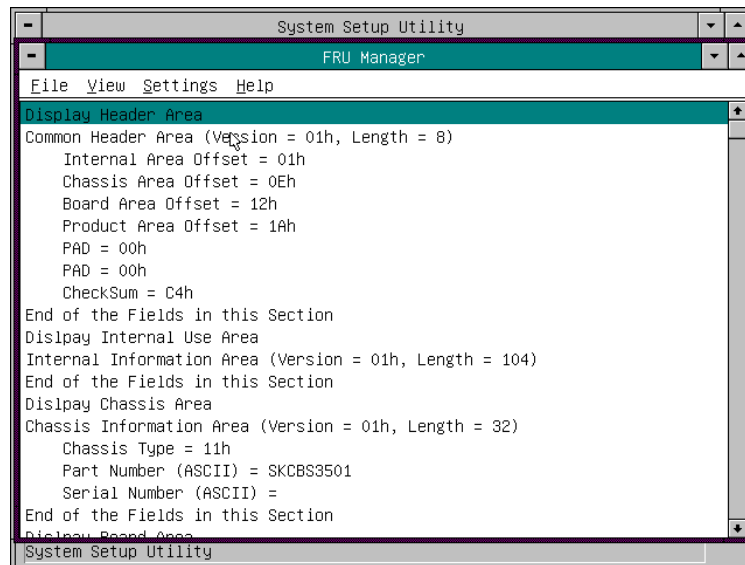 System Setup Utility
FRU Manager
File View Settings Help
Display Header Area
Common Header Area (Version = 01h, Length = 8)
Internal Area Offset = 01h
Chassis Area Offset = 0Eh
Board Area Offset = 12h
Product Area Offset = 1Ah
PAD = 00h
PAD = 00h
CheckSum = C4h
End of the Fields in this Section
Dislpay Internal Use Area
Internal Information Area (Version = 01h, Length = 104)
End of the Fields in this Section
Dislpay Chassis Area
Chassis Information Area (Version = 01h, Length = 32)
Chassis Type = 11h
Part Number (ASCII) = SKCBS3501
Serial Number (ASCII) =
End of the Fields in this Section
Dislpay Board Area
System Setup Utility